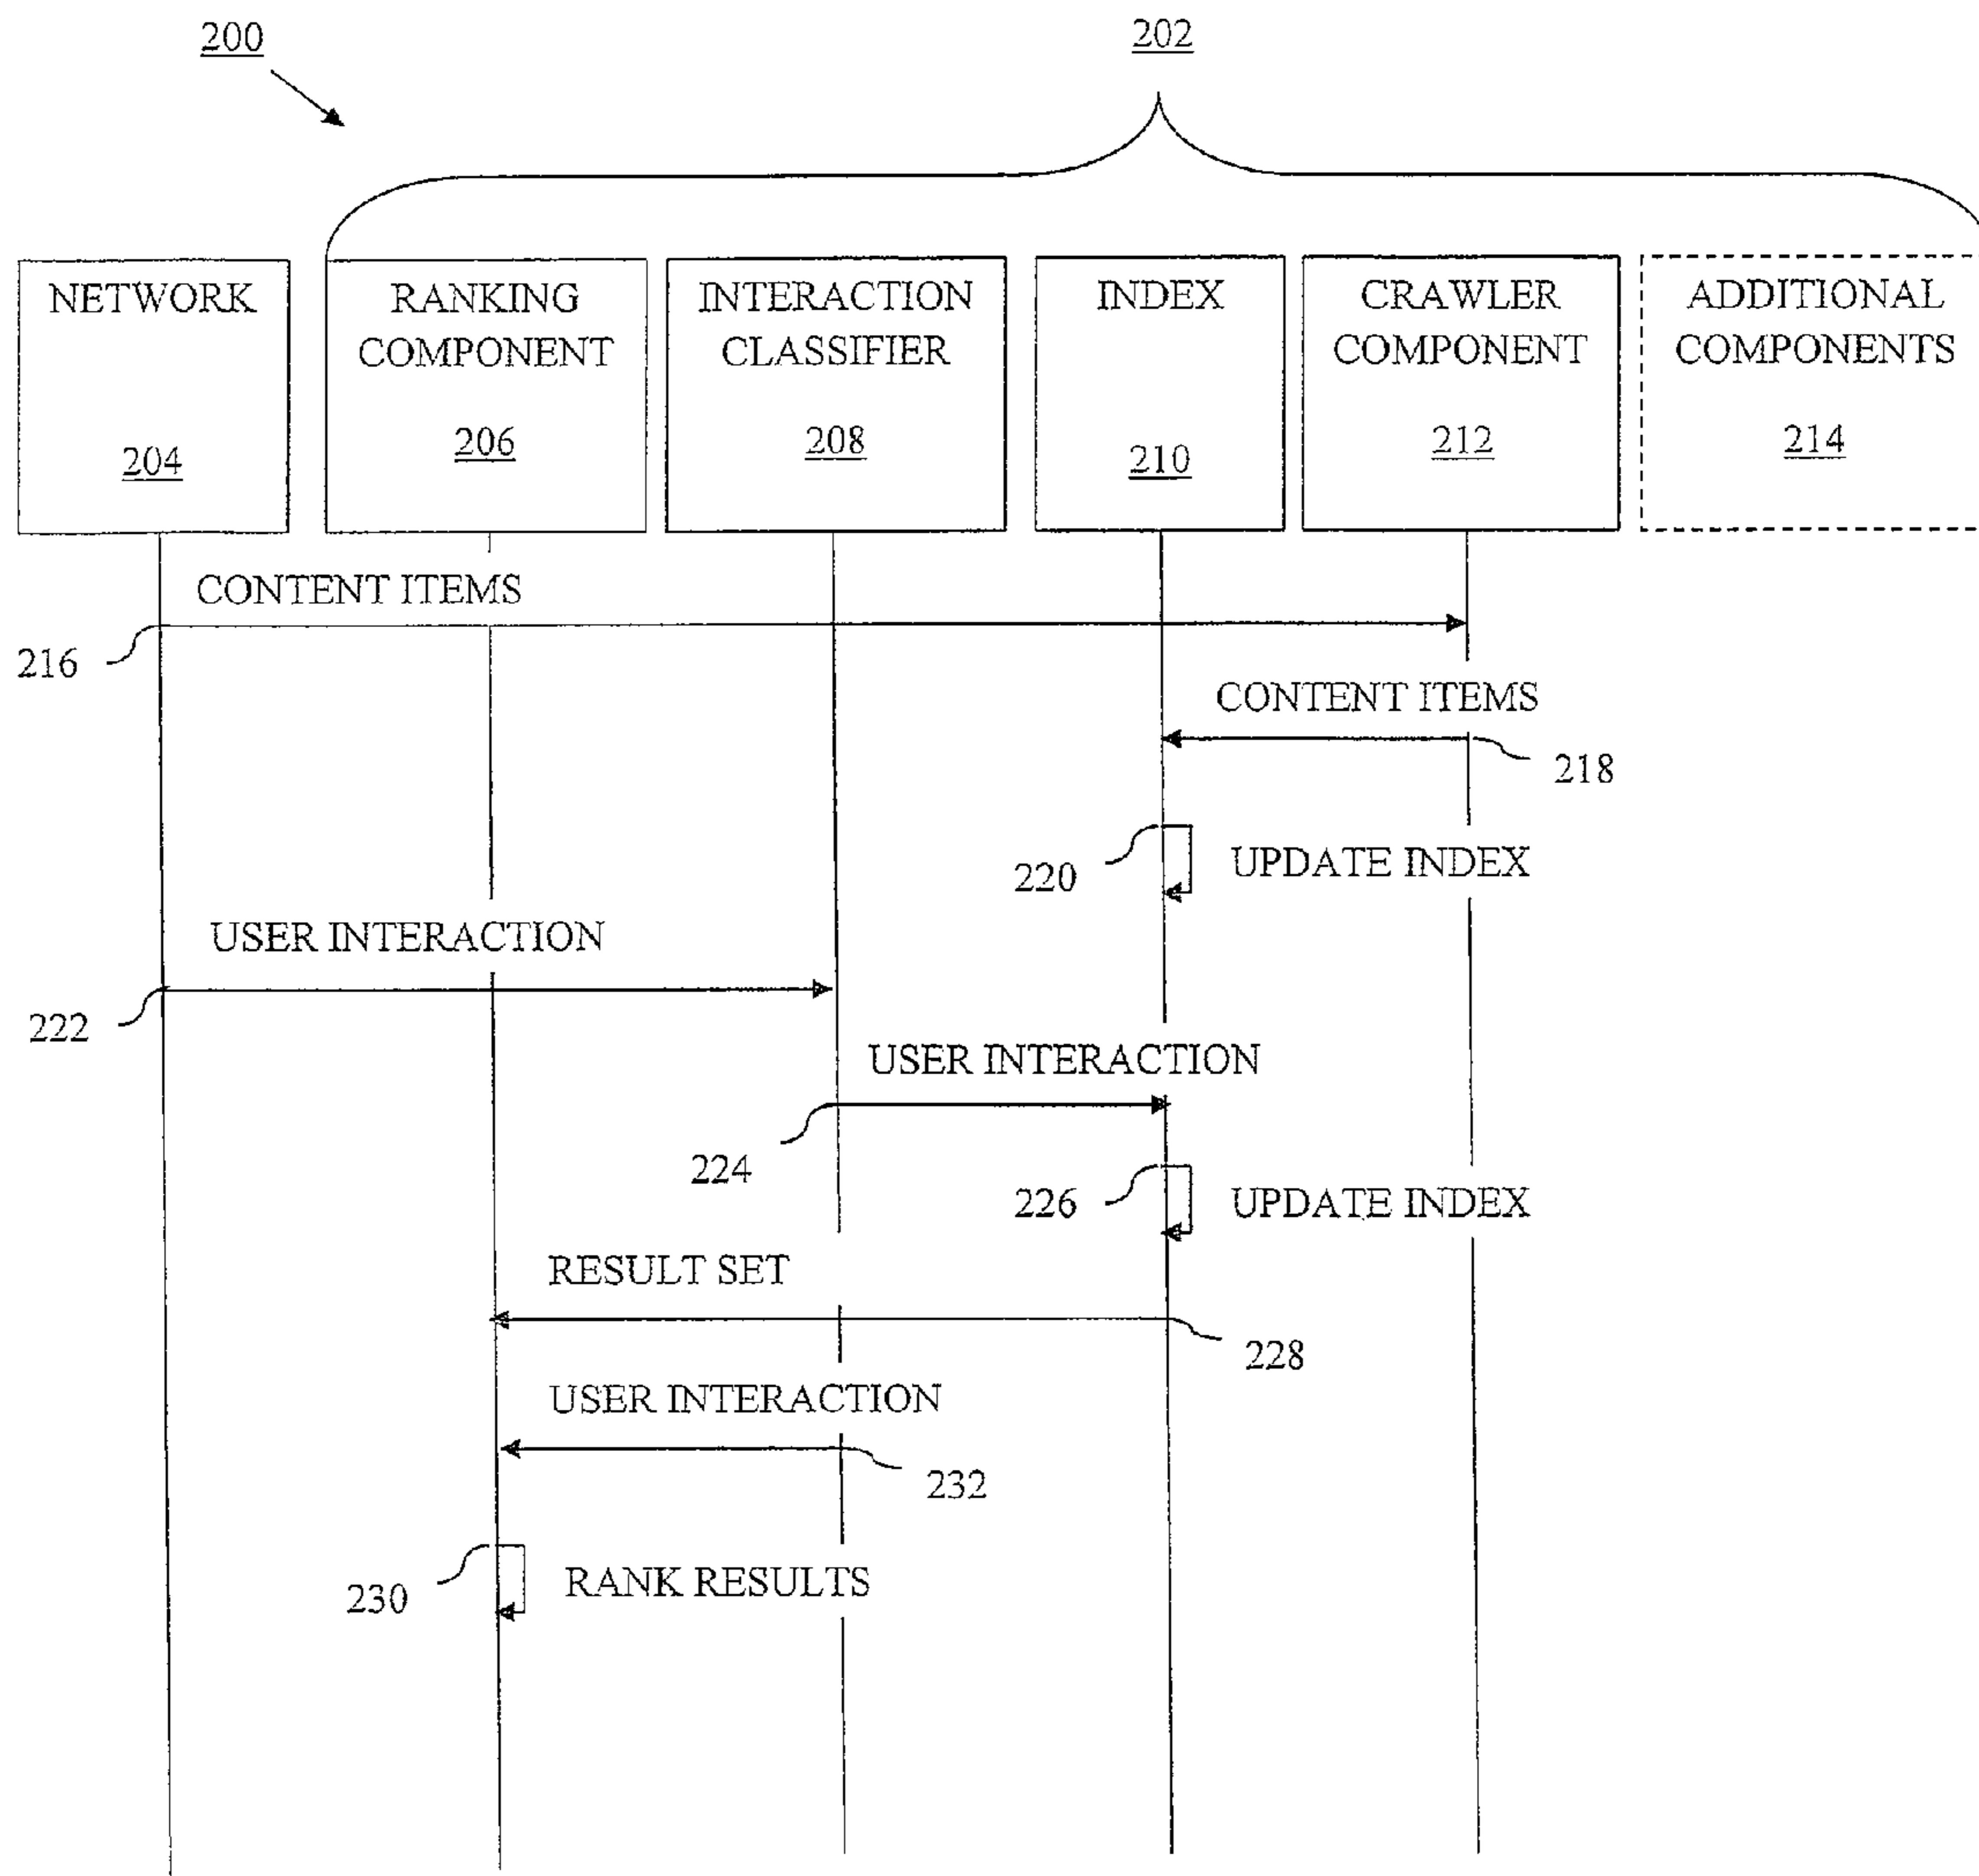 200
202
NETWORK
204
RANKING
COMPONENT
206
INTERACTION
CLASSIFIER
208
INDEX
210
CRAWLER
COMPONENT
212
ADDITIONAL
COMPONENTS
214
CONTENT ITEMS
216
CONTENT ITEMS
218
220
UPDATE INDEX
USER INTERACTION
222
USER INTERACTION
224
226
UPDATE INDEX
RESULT SET
228
USER INTERACTION
232
230
RANK RESULTS